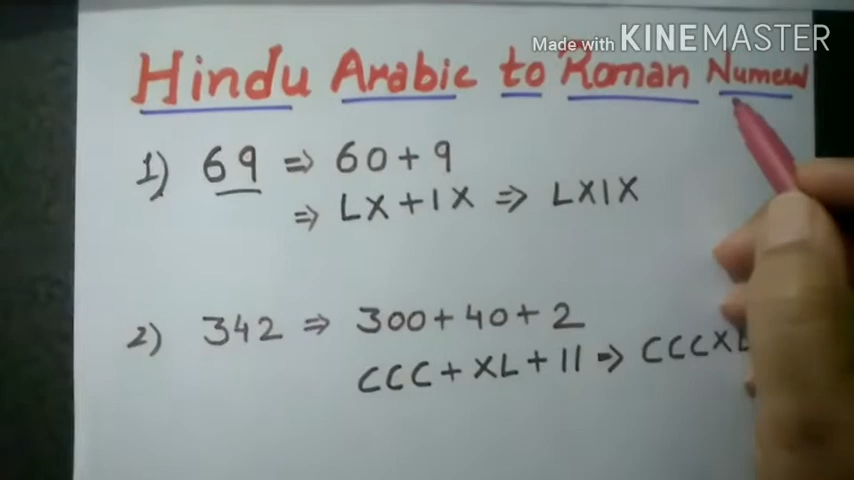 Made with KINEMASTER
Hindu Arabic to Roman
1) 69 ⇒ 60 + 9
⇒ LX + IX ⇒ LXIX
2) 342 ⇒ 300 + 40 + 2
CCC + XL + II ⇒ CCCXL